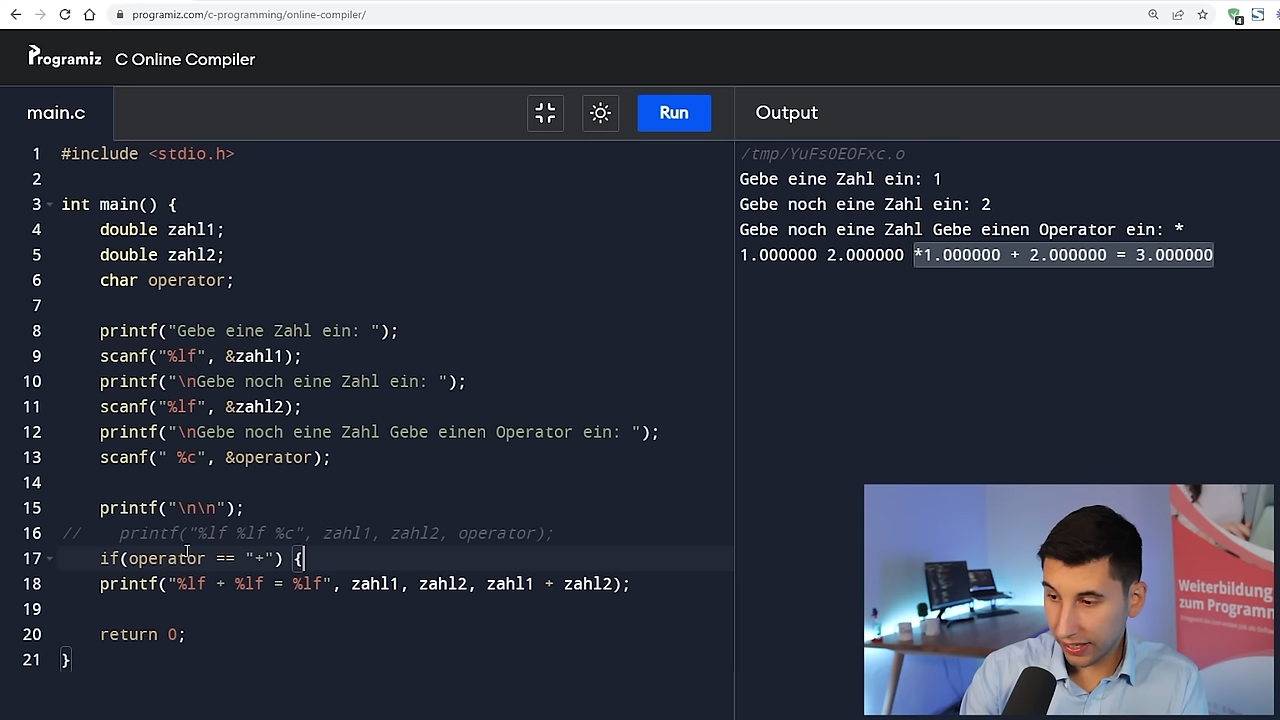 programiz.com/c-programming/online-compiler/
4
Programiz C Online Compiler
main.c
Run
Output
1 #include <stdio.h>
2
3 int main() {
4 double zahl1;
5 double zahl2;
6 char operator;
7
8 printf("Gebe eine Zahl ein: ");
9 scanf("%lf", &zahl1);
10 printf("\nGebe noch eine Zahl ein: ");
11 scanf("%lf", &zahl2);
12 printf("\nGebe noch eine Zahl Gebe einen Operator ein: ");
13 scanf(" %c", &operator);
14
15 printf("\n\n");
16 // printf("%lf %lf %c", zahl1, zahl2, operator);
17 if(operator == "+") {
18 printf("%lf + %lf = %lf", zahl1, zahl2, zahl1 + zahl2);
19
20 return 0;
21 }
/tmp/YuFsOEOFxc.o
Gebe eine Zahl ein: 1
Gebe noch eine Zahl ein: 2
Gebe noch eine Zahl Gebe einen Operator ein: *
1.000000 2.000000 *1.000000 + 2.000000 = 3.000000
Weiterbildung
zum Programm